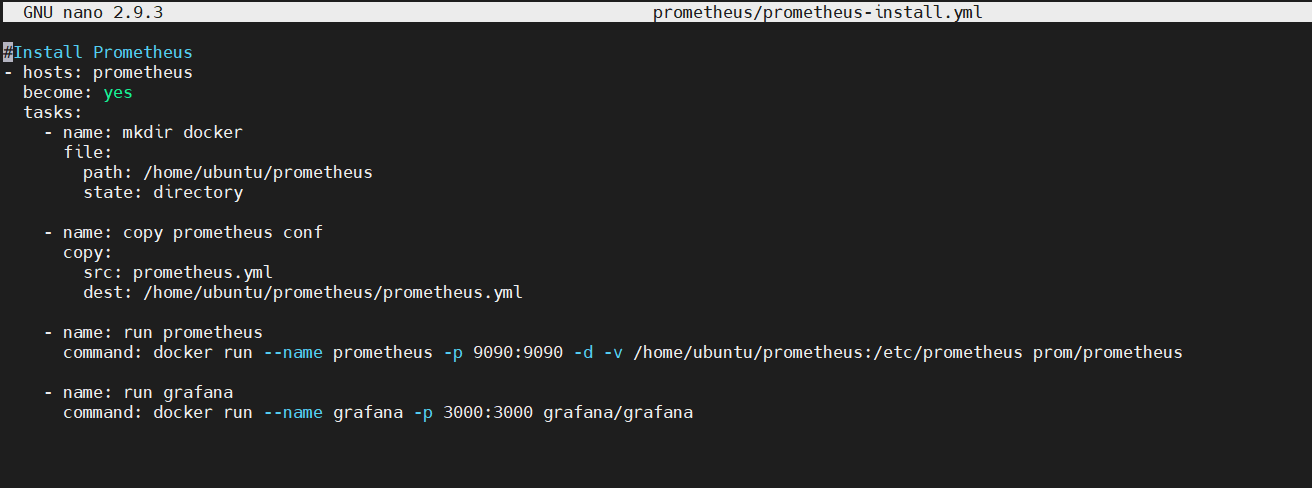 GNU nano 2.9.3 prometheus/prometheus-install.yml
#Install Prometheus
- hosts: prometheus
  become: yes
  tasks:
    - name: mkdir docker
      file:
        path: /home/ubuntu/prometheus
        state: directory
    - name: copy prometheus conf
      copy:
        src: prometheus.yml
        dest: /home/ubuntu/prometheus/prometheus.yml
    - name: run prometheus
      command: docker run --name prometheus -p 9090:9090 -d -v /home/ubuntu/prometheus:/etc/prometheus prom/prometheus
    - name: run grafana
      command: docker run --name grafana -p 3000:3000 grafana/grafana